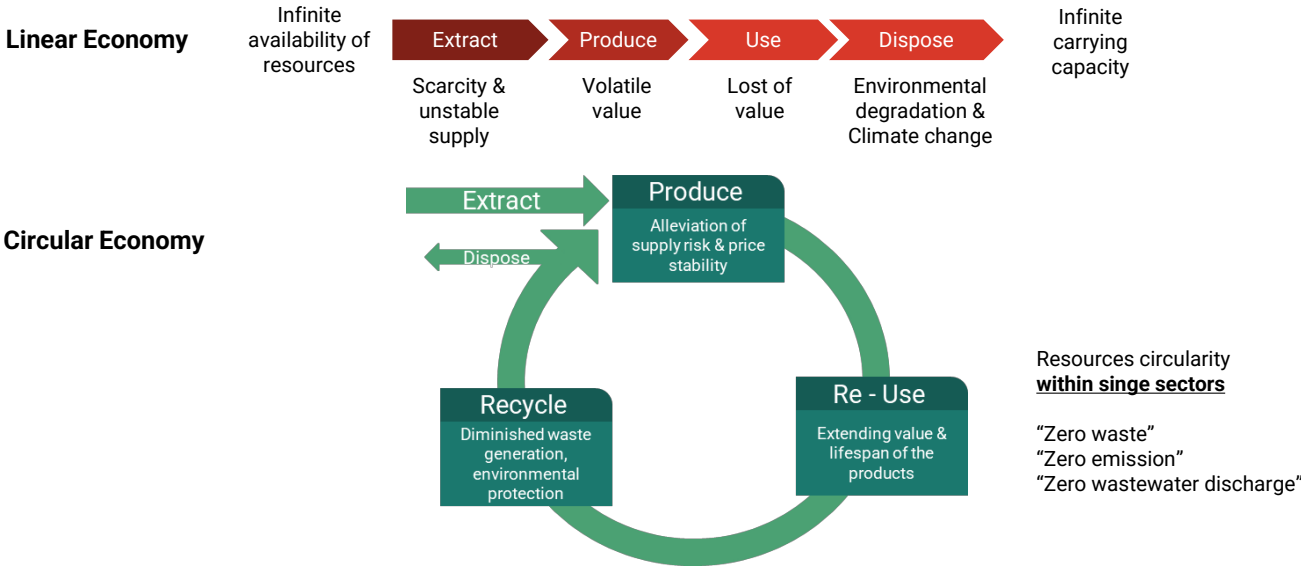 Linear Economy
Infinite
availability of
resources
Extract
Produce
Use
Dispose
Infinite
carrying
capacity
Scarcity &
unstable
supply
Volatile
value
Lost of
value
Environmental
degradation &
Climate change
Circular Economy
Extract
Dispose
Produce
Alleviation of
supply risk & price
stability
Recycle
Diminished waste
generation,
environmental
protection
Re - Use
Extending value &
lifespan of the
products
Resources circularity
within singe sectors
“Zero waste”
“Zero emission”
“Zero wastewater discharge”